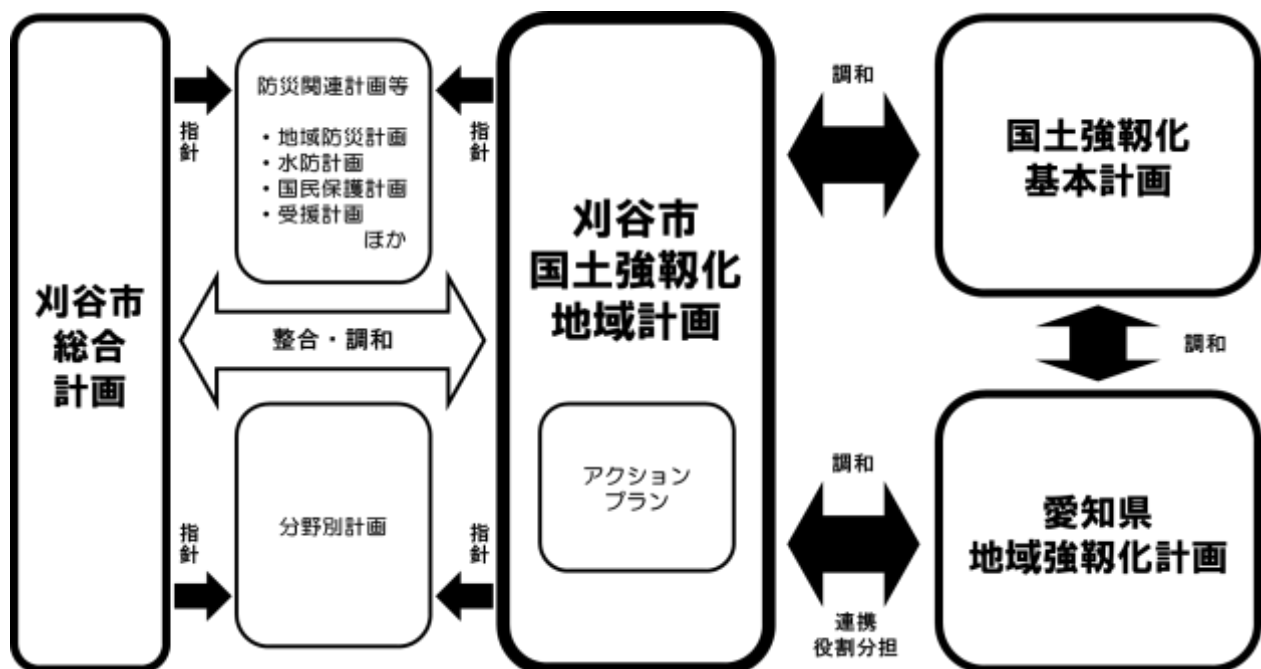 刈谷市
総合
計画
指針
防災関連計画等
・地域防災計画
・水防計画
・国民保護計画
・受援計画
ほか
指針
整合・調和
指針
分野別計画
指針
刈谷市
国土強靱化
地域計画
アクション
プラン
調和
国土強靱化
基本計画
調和
調和
連携
役割分担
愛知県
地域強靱化計画